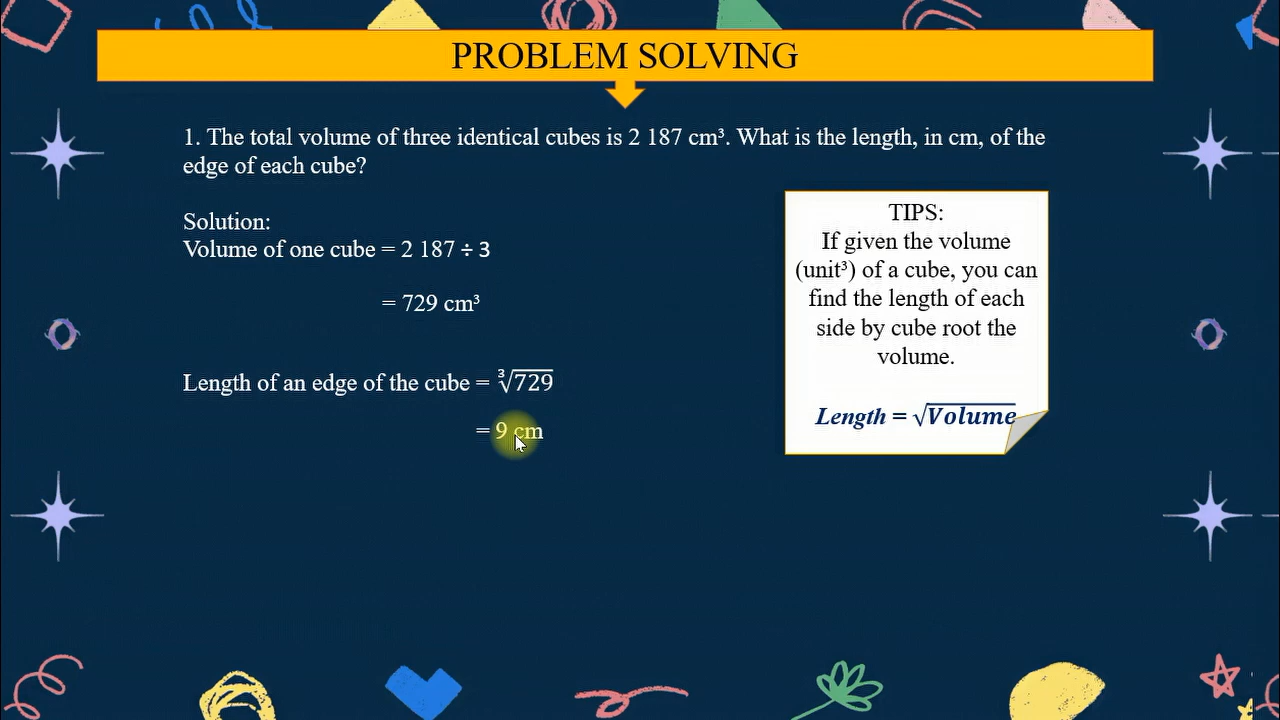 PROBLEM SOLVING
1. The total volume of three identical cubes is 2 187 cm³. What is the length, in cm, of the
edge of each cube?
Solution:
Volume of one cube = 2 187 ÷ 3
= 729 cm³
Length of an edge of the cube = ∛729
= 9 cm
TIPS:
If given the volume
(unit³) of a cube, you can
find the length of each
side by cube root the
volume.
Length = √Volume